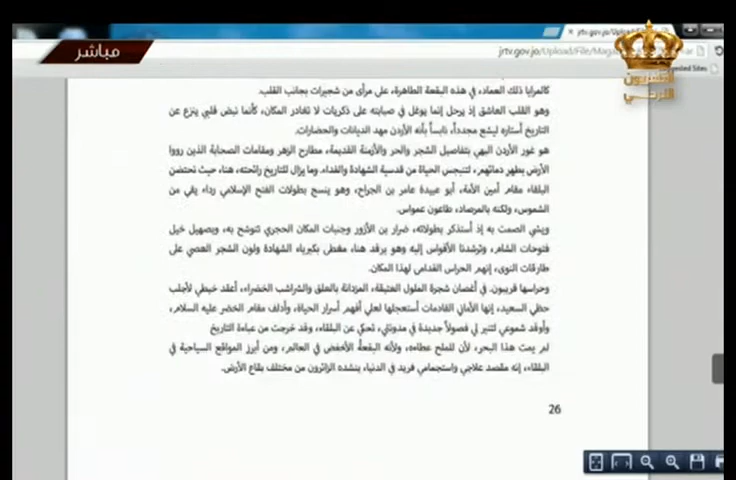 مباشر
jrtv.gov.jo/Upload/File/Mag
التلفزيون
الأردني
كالمرايا ذلك العماد، في هذه البقعة الطاهرة، على مرأى من شجيرات بجانب القلب.
وهو القلب العاشق إذ يرحل إنما يوغل في صبابته على ذكريات لا تغادر المكان، كأنما نبض قلبي ينزع عن
التاريخ أستاره ليشع مجدداً، نابساً بأنه الأردن مهد الديانات والحضارات.
هو غور الأردن البهي بتفاصيل الشجر والحر والأزمنة القديمة، مطارح الزهر ومقامات الصحابة الذين رووا
الأرض بطهر دمائهم، لتنبجس الحياة من قدسية الشهادة والفداء. وما يزال للتاريخ رائحته، هنا، حيث تحتضن
البلقاء مقام أمين الأمة، أبو عبيدة عامر بن الجراح، وهو ينسج بطولات الفتح الإسلامي رداء يقي من
الشموس، ولكنه بالمرصاد، طاعون عمواس.
ويشي الصمت به إذ أستذكر بطولاته، ضرار بن الأزور وجنبات المكان الحجري تتوشح به، وبصهيل خيل
فتوحات الشام، وترشدنا الأقواس إليه وهو يرقد هنا، مغطى بكبرياء الشهادة ولون الشجر العصي على
طارقات النوى، إنهم الحراس القدامى لهذا المكان.
وحراسها قريبون. في أغصان شجرة الملول العتيقة، المزدانة بالعلق والشراشب الخضراء، أعقد خيطي لأجلب
حظي السعيد، إنها الأماني القادمات أستعجلها لعلي أفهم أسرار الحياة، وأدلف مقام الخضر عليه السلام،
وأوقد شموعي لتنير لي فصولاً جديدة في مدونتي، تحكي عن البلقاء، وقد خرجت من عباءة التاريخ
لم يمت هذا البحر، لأن للملح عطاءه، ولأنه البقعة الأخفض في العالم، ومن أبرز المواقع السياحية في
البلقاء، إنه مقصد علاجي واستجمامي فريد في الدنيا، ينشده الزائرون من مختلف بقاع الأرض.
26